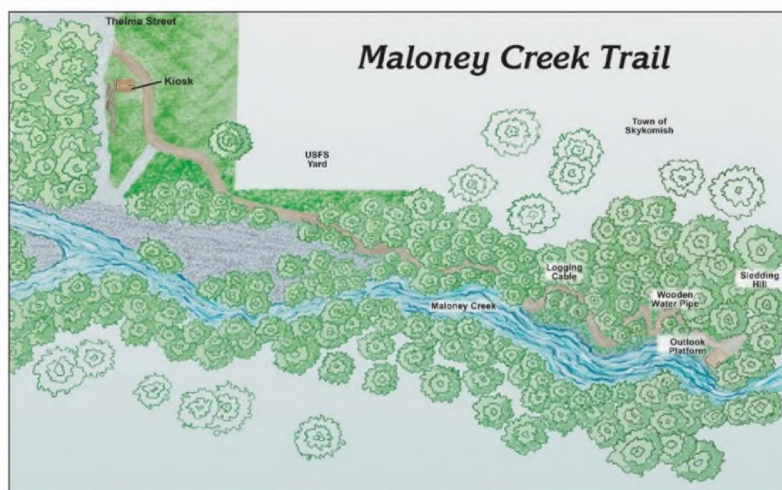 Thelma Street
Maloney Creek Trail
Kiosk
Town of
Skykomish
USFS
Yard
Logging
Cable
Sledding
Hill
Maloney Creek
Wooden
Water Pipe
Outlook
Platform